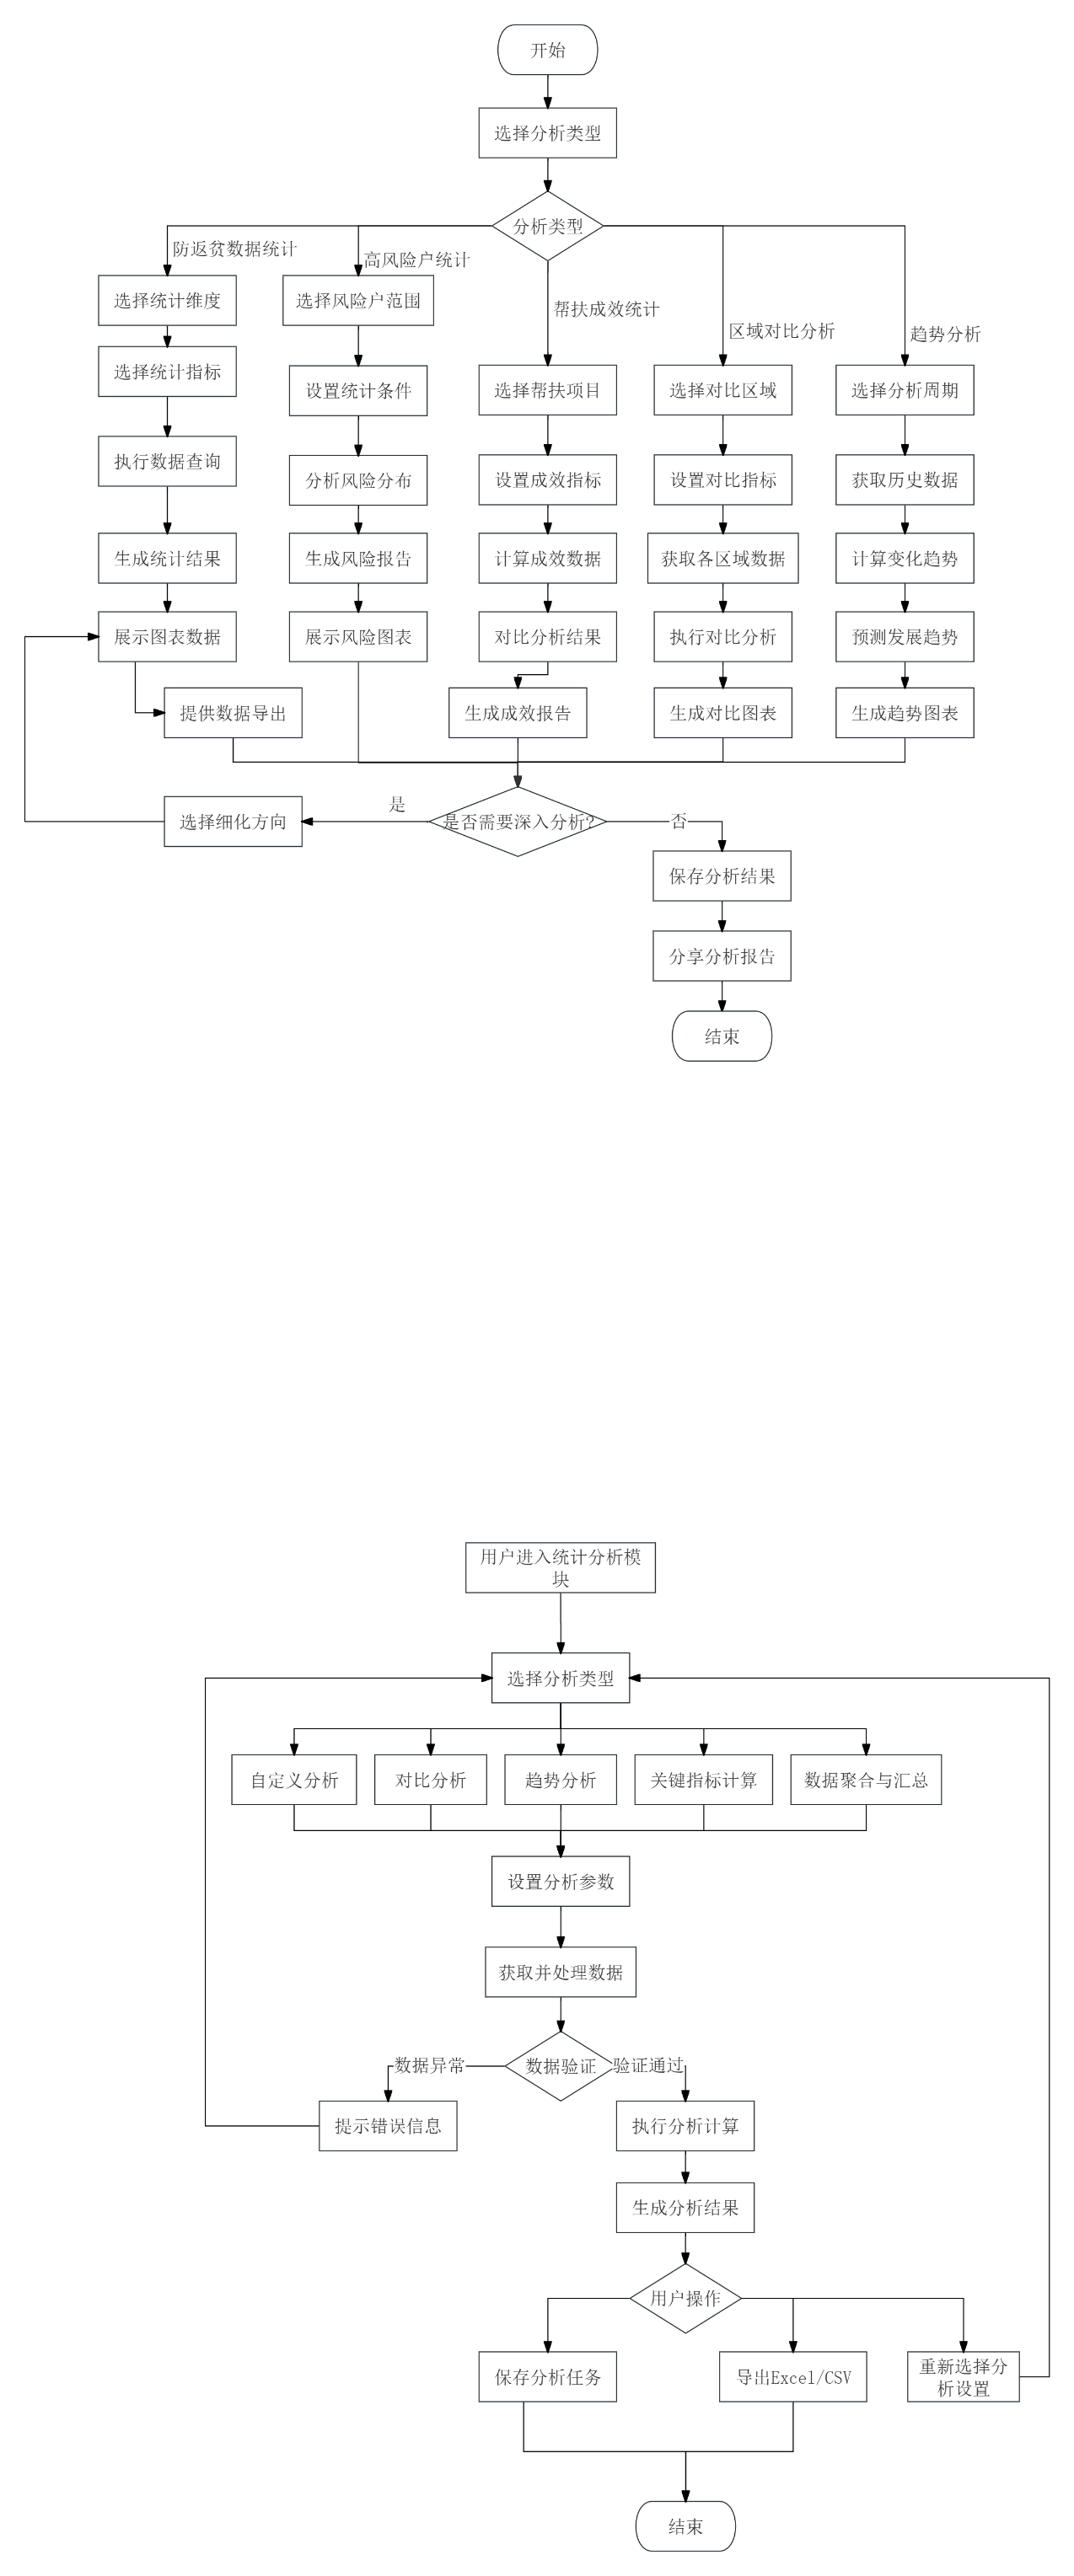 开始
选择分析类型
分析类型
防返贫数据统计
高风险户统计
帮扶成效统计
区域对比分析
趋势分析
选择统计维度
选择风险户范围
选择统计指标
设置统计条件
选择帮扶项目
选择对比区域
选择分析周期
执行数据查询
分析风险分布
设置成效指标
设置对比指标
获取历史数据
生成统计结果
生成风险报告
计算成效数据
获取各区域数据
计算变化趋势
展示图表数据
展示风险图表
对比分析结果
执行对比分析
预测发展趋势
提供数据导出
生成成效报告
生成对比图表
生成趋势图表
选择细化方向
是
是否需要深入分析?
否
保存分析结果
分享分析报告
结束
用户进入统计分析模
块
选择分析类型
自定义分析
对比分析
趋势分析
关键指标计算
数据聚合与汇总
设置分析参数
获取并处理数据
数据异常
数据验证
验证通过
提示错误信息
执行分析计算
生成分析结果
用户操作
保存分析任务
导出Excel/CSV
重新选择分
析设置
结束